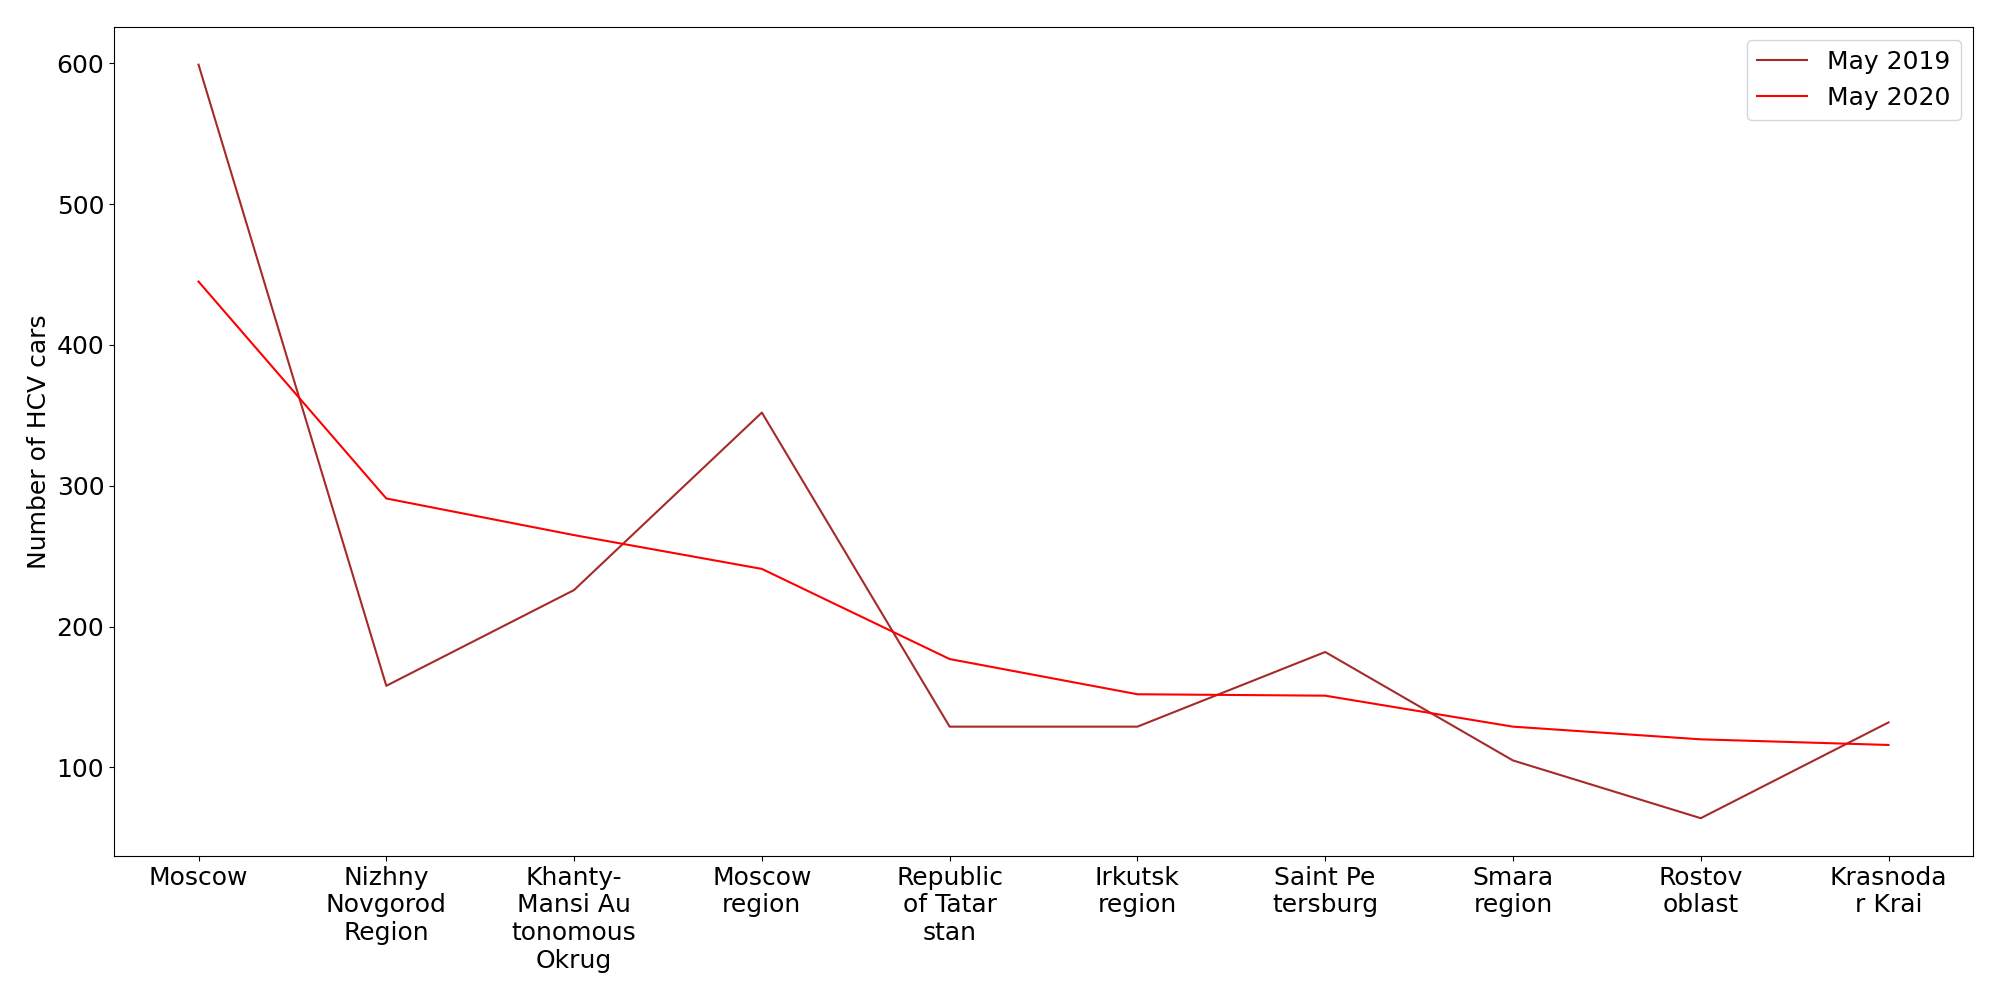 600
500
400
300
200
100
Number of HCV cars
May 2019
May 2020
Moscow
Nizhny
Novgorod
Region
Khanty-
Mansi Au
tonomous
Okrug
Moscow
region
Republic
of Tatar
stan
Irkutsk
region
Saint Pe
tersburg
Smara
region
Rostov
oblast
Krasnoda
r Krai